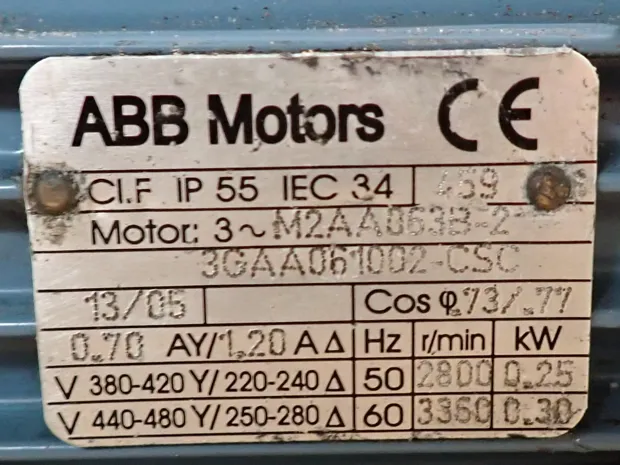 ABB Motors CE
Cl.F IP 55 IEC 34 459
Motor: 3~ M2AA063B-2
3GAA061002-CSC
13/05 Cos φ .73/.77
0.70 AY/1.20 A Δ Hz r/min kW
V 380-420 Y/220-240 Δ 50 2800 0.25
V 440-480 Y/250-280 Δ 60 3360 0.30